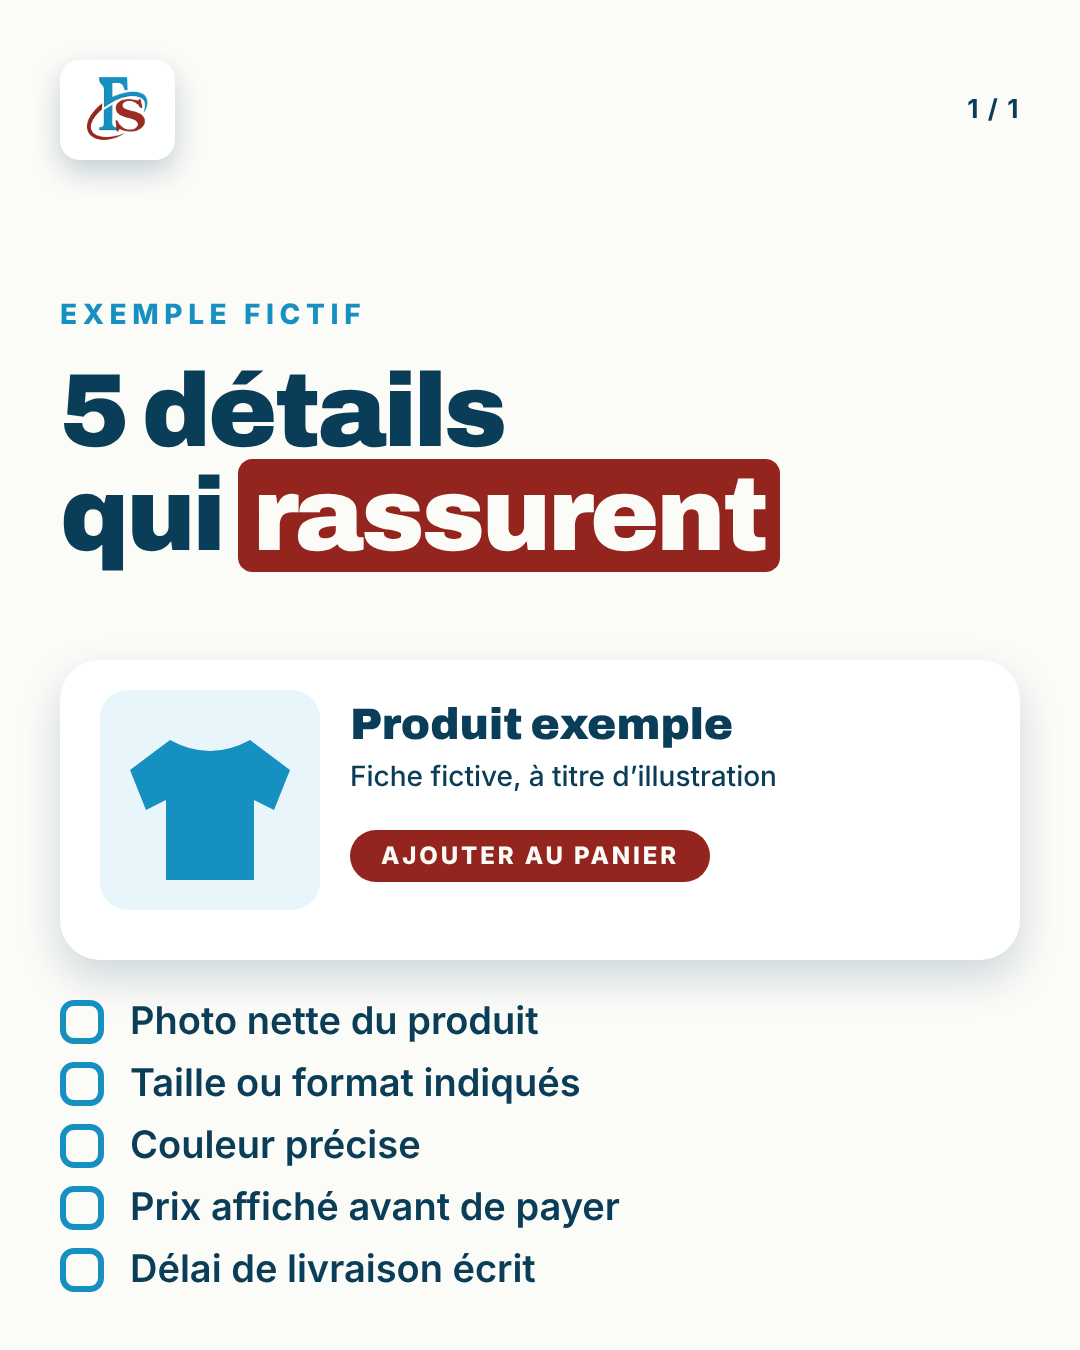 FS
1 / 1
EXEMPLE FICTIF
5 détails
qui rassurent
Produit exemple
Fiche fictive, à titre d’illustration
AJOUTER AU PANIER
Photo nette du produit
Taille ou format indiqués
Couleur précise
Prix affiché avant de payer
Délai de livraison écrit